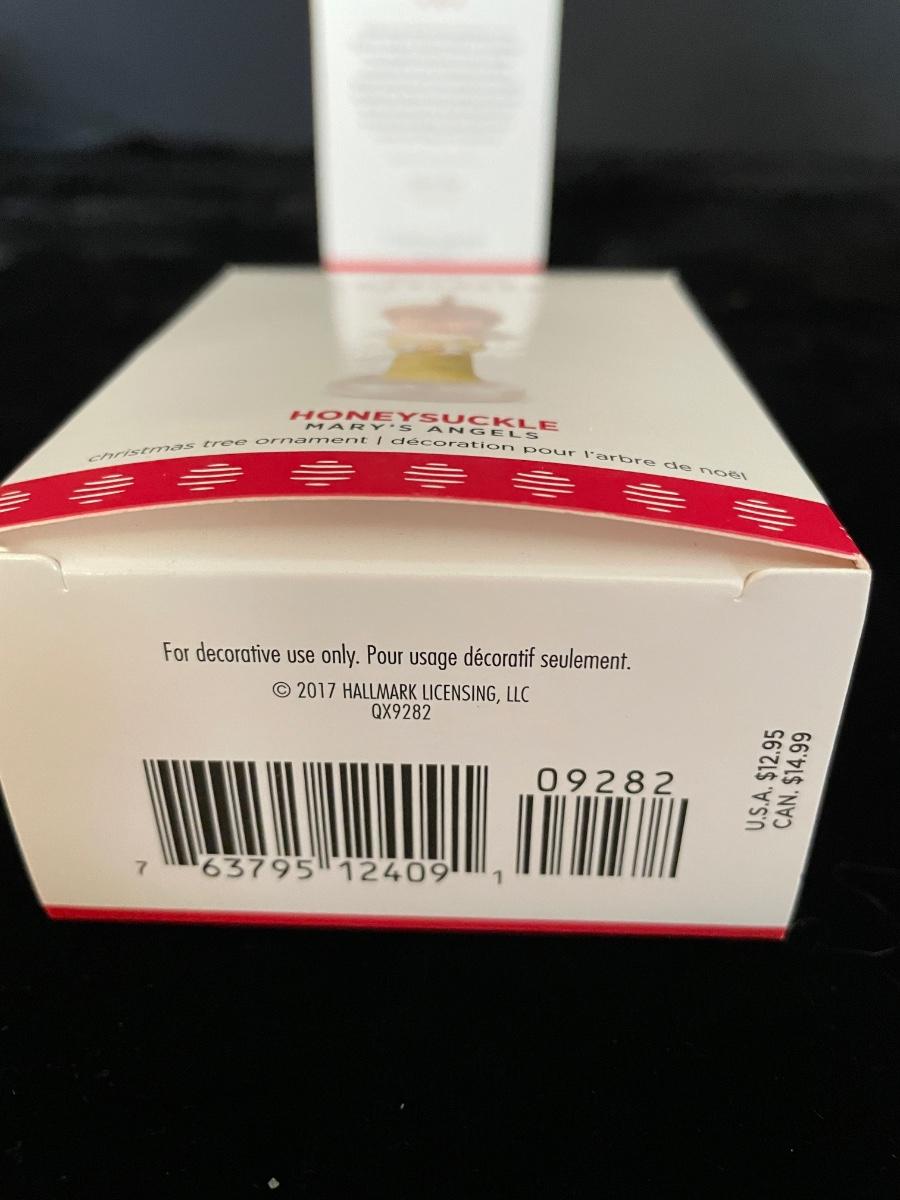 HONEYSUCKLE
MARY'S ANGELS
christmas tree ornament | décoration pour l'arbre de noël
For decorative use only. Pour usage décoratif seulement.
© 2017 HALLMARK LICENSING, LLC
QX9282
09282
7 63795 12409 1
U.S.A. $12.95
CAN. $14.99